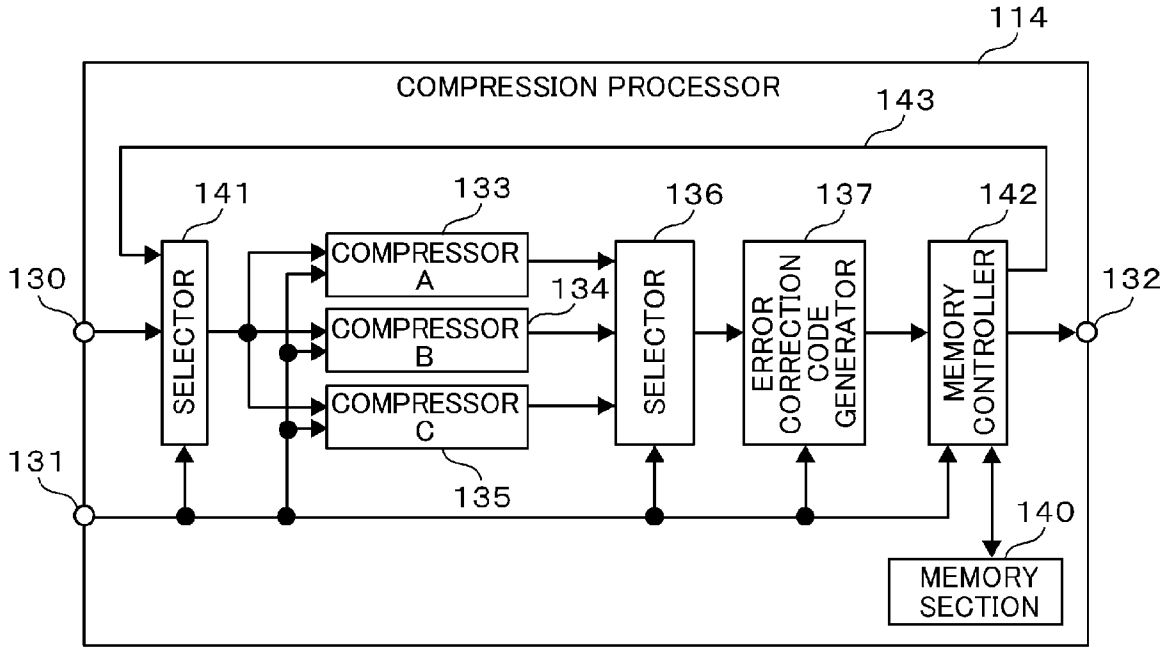 114
COMPRESSION PROCESSOR
143
141
133
136
137
142
130
132
SELECTOR
COMPRESSOR
A
134
COMPRESSOR
B
COMPRESSOR
C
135
SELECTOR
ERROR
CORRECTION
CODE
GENERATOR
MEMORY
CONTROLLER
131
140
MEMORY
SECTION